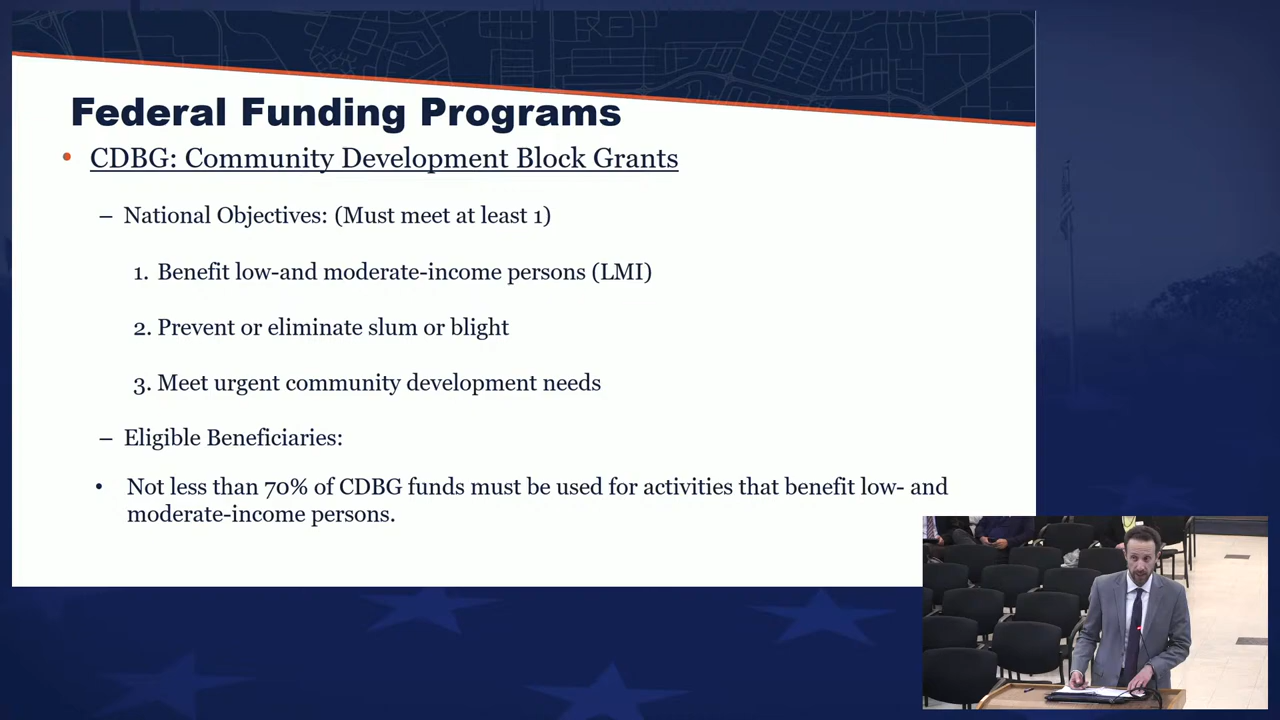 Federal Funding Programs
• CDBG: Community Development Block Grants
– National Objectives: (Must meet at least 1)
1. Benefit low-and moderate-income persons (LMI)
2. Prevent or eliminate slum or blight
3. Meet urgent community development needs
– Eligible Beneficiaries:
• Not less than 70% of CDBG funds must be used for activities that benefit low- and
moderate-income persons.